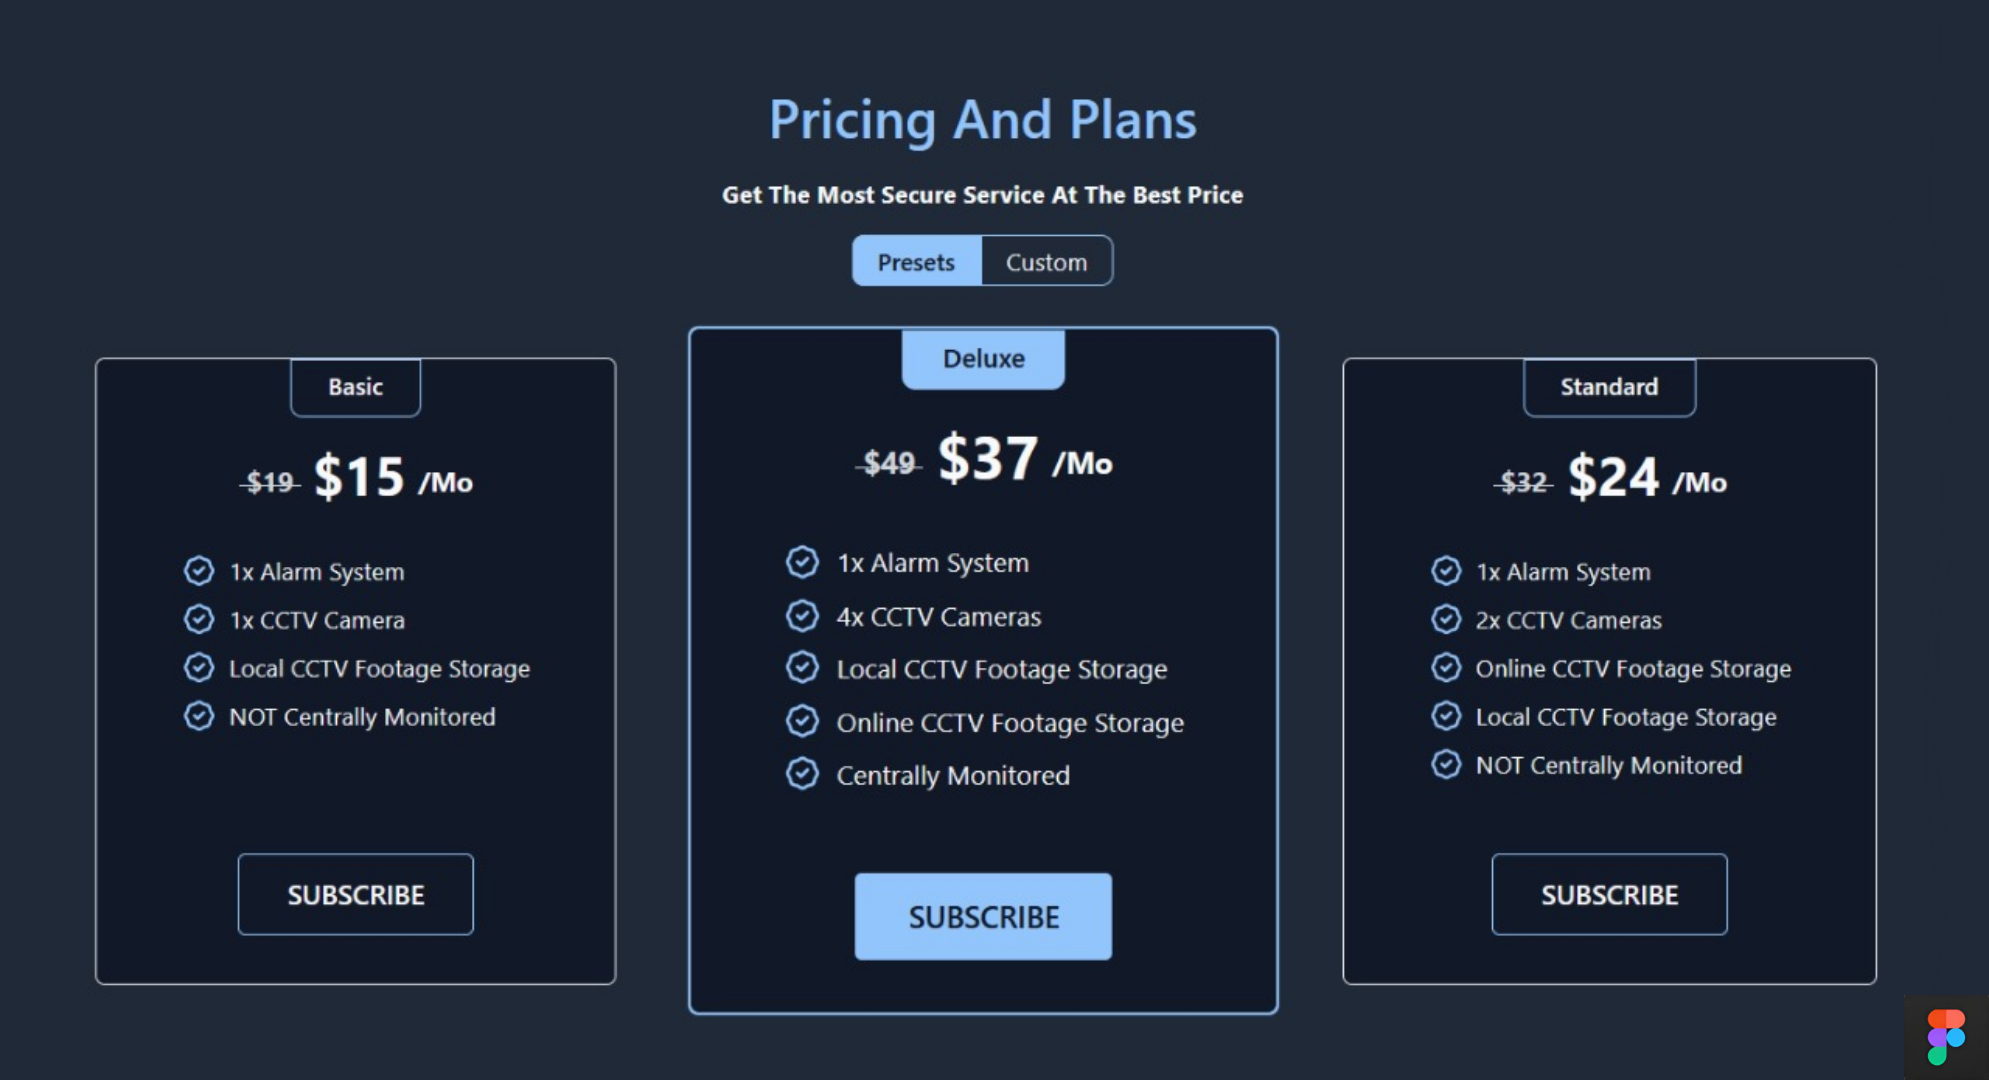 Pricing And Plans
Get The Most Secure Service At The Best Price
Presets
Custom
Basic
$19 $15 /Mo
1x Alarm System
1x CCTV Camera
Local CCTV Footage Storage
NOT Centrally Monitored
SUBSCRIBE
Deluxe
$49 $37 /Mo
1x Alarm System
4x CCTV Cameras
Local CCTV Footage Storage
Online CCTV Footage Storage
Centrally Monitored
SUBSCRIBE
Standard
$32 $24 /Mo
1x Alarm System
2x CCTV Cameras
Online CCTV Footage Storage
Local CCTV Footage Storage
NOT Centrally Monitored
SUBSCRIBE